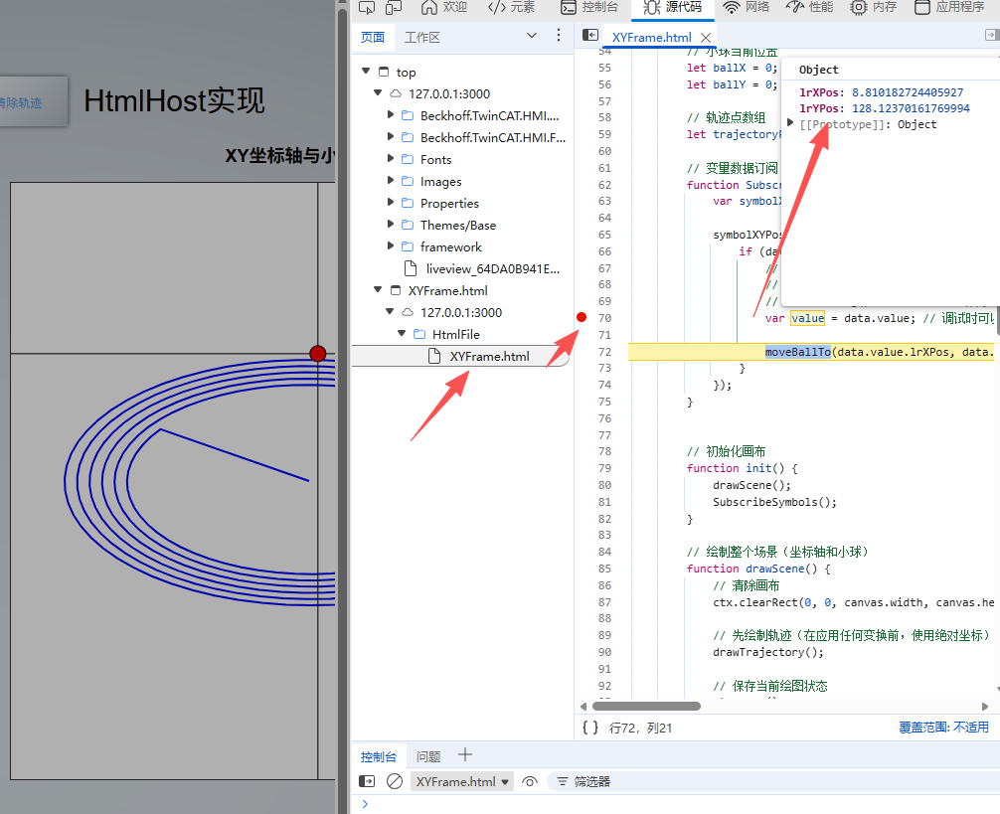 欢迎
元素
控制台
源代码
网络
性能
内存
应用程序
页面
工作区
XYFrame.html
清除轨迹
HtmlHost实现
XY坐标轴与小
top
127.0.0.1:3000
Beckhoff.TwinCAT.HMI....
Beckhoff.TwinCAT.HMI.F...
Fonts
Images
Properties
Themes/Base
framework
liveview_64DA0B941E...
XYFrame.html
127.0.0.1:3000
HtmlFile
XYFrame.html
54 // 小球当前位置
55 let ballX = 0;
56 let ballY = 0;
57
58 // 轨迹点数组
59 let trajectory
60
61 // 变量数据订阅
62 function Subscr
63 var symbolX
64
65 symbolXYPos
66 if (da
67 //
68 //
69 //
70 var value = data.value; // 调试时可以
71
72 moveBallTo(data.value.lrXPos, data.
73 }
74 });
75 }
76
77
78 // 初始化画布
79 function init() {
80 drawScene();
81 SubscribeSymbols();
82 }
83
84 // 绘制整个场景（坐标轴和小球）
85 function drawScene() {
86 // 清除画布
87 ctx.clearRect(0, 0, canvas.width, canvas.he
88
89 // 先绘制轨迹（在应用任何变换前，使用绝对坐标）
90 drawTrajectory();
91
92 // 保存当前绘图状态
Object
lrXPos: 8.810182724405927
lrYPos: 128.12370161769994
[[Prototype]]: Object
{ } 行72，列21
覆盖范围: 不适用
控制台
问题
XYFrame.html
筛选器